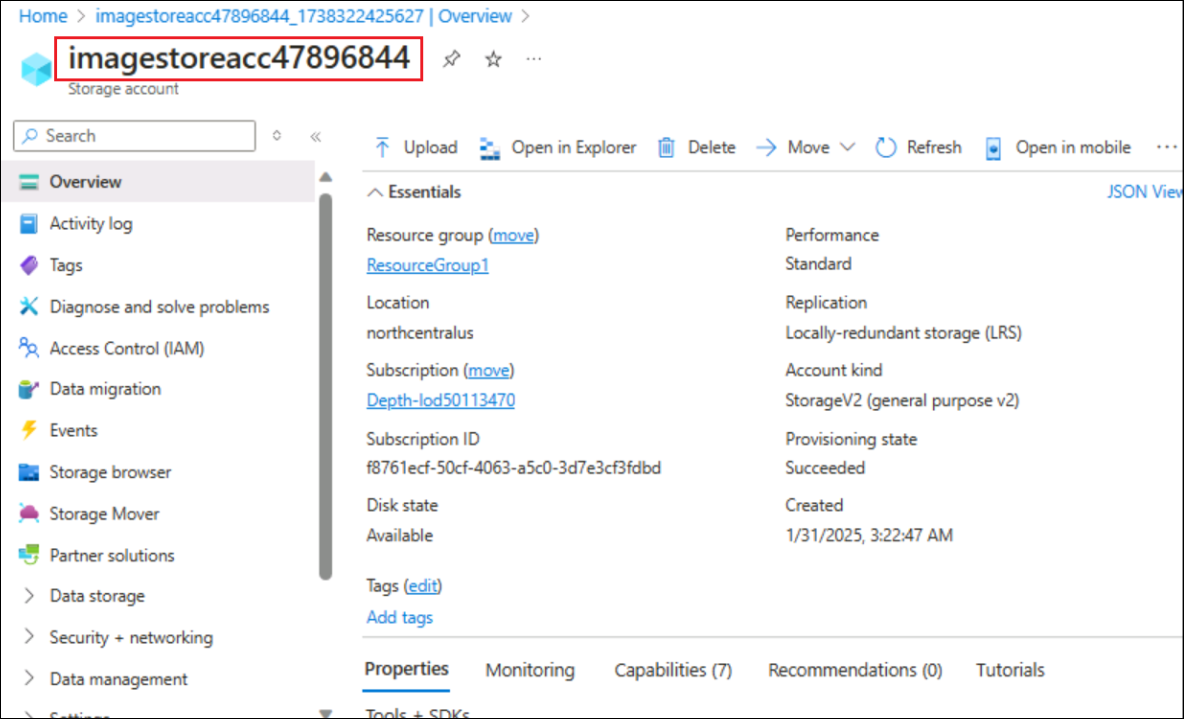 Home > imagestoreacc47896844_1738322425627 | Overview >
imagestoreacc47896844
Storage account
Search
Overview
Activity log
Tags
Diagnose and solve problems
Access Control (IAM)
Data migration
Events
Storage browser
Storage Mover
Partner solutions
Data storage
Security + networking
Data management
Settings
Upload Open in Explorer Delete Move Refresh Open in mobile ...
Essentials
JSON View
Resource group (move)
ResourceGroup1
Location
northcentralus
Subscription (move)
Depth-lod50113470
Subscription ID
f8761ecf-50cf-4063-a5c0-3d7e3cf3fdbd
Disk state
Available
Performance
Standard
Replication
Locally-redundant storage (LRS)
Account kind
StorageV2 (general purpose v2)
Provisioning state
Succeeded
Created
1/31/2025, 3:22:47 AM
Tags (edit)
Add tags
Properties Monitoring Capabilities (7) Recommendations (0) Tutorials
Tools + SDKs